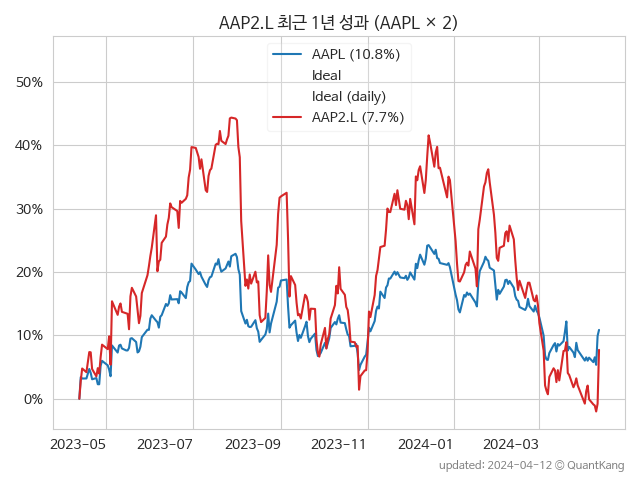 AAP2.L 최근 1년 성과 (AAPL × 2)
AAPL (10.8%)
Ideal
Ideal (daily)
AAP2.L (7.7%)
50%
40%
30%
20%
10%
0%
2023-05 2023-07 2023-09 2023-11 2024-01 2024-03
updated: 2024-04-12 © QuantKang